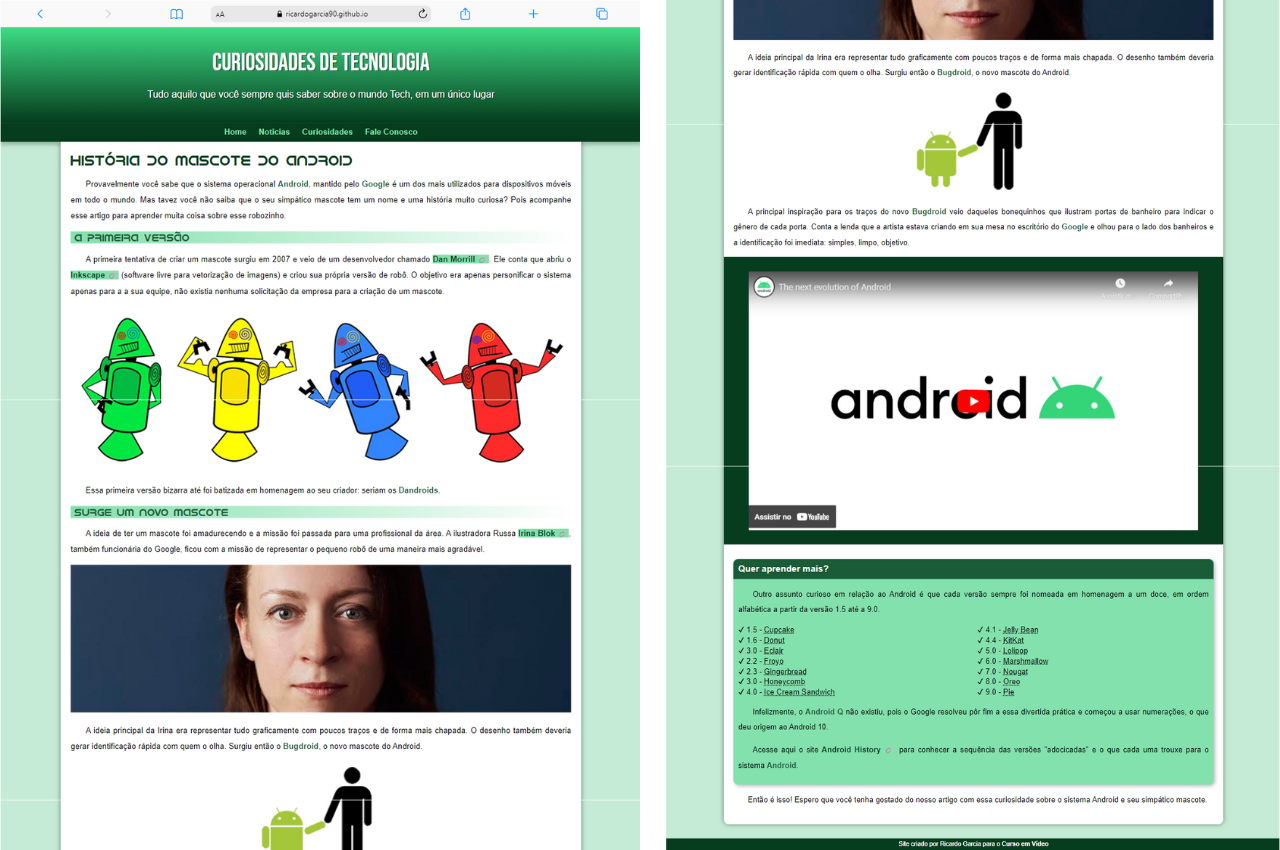 AA ricardogarcia90.github.io
CURIOSIDADES DE TECNOLOGIA
Tudo aquilo que você sempre quis saber sobre o mundo Tech, em um único lugar
Home Notícias Curiosidades Fale Conosco
História do Mascote do Android
Provavelmente você sabe que o sistema operacional Android, mantido pelo Google é um dos mais utilizados para dispositivos móveis
em todo o mundo. Mas tavez você não saiba que o seu simpático mascote tem um nome e uma história muito curiosa? Pois acompanhe
esse artigo para aprender muita coisa sobre esse robozinho.
A primeira versão
A primeira tentativa de criar um mascote surgiu em 2007 e veio de um desenvolvedor chamado Dan Morrill. Ele conta que abriu o
Inkscape (software livre para vetorização de imagens) e criou sua própria versão de robô. O objetivo era apenas personificar o sistema
apenas para a a sua equipe, não existia nenhuma solicitação da empresa para a criação de um mascote.
Essa primeira versão bizarra até foi batizada em homenagem ao seu criador: seriam os Dandroids.
Surge um novo mascote
A ideia de ter um mascote foi amadurecendo e a missão foi passada para uma profissional da área. A ilustradora Russa Irina Blok,
também funcionária do Google, ficou com a missão de representar o pequeno robô de uma maneira mais agradável.
A ideia principal da Irina era representar tudo graficamente com poucos traços e de forma mais chapada. O desenho também deveria
gerar identificação rápida com quem o olha. Surgiu então o Bugdroid, o novo mascote do Android.
A ideia principal da Irina era representar tudo graficamente com poucos traços e de forma mais chapada. O desenho também deveria
gerar identificação rápida com quem o olha. Surgiu então o Bugdroid, o novo mascote do Android.
A principal inspiração para os traços do novo Bugdroid veio daqueles bonequinhos que ilustram portas de banheiro para indicar o
gênero de cada porta. Conta a lenda que a artista estava criando em sua mesa no escritório do Google e olhou para o lado dos banheiros e
a identificação foi imediata: simples, limpo, objetivo.
The next evolution of Android
android
Assistir no YouTube
Quer aprender mais?
Outro assunto curioso em relação ao Android é que cada versão sempre foi nomeada em homenagem a um doce, em ordem
alfabética a partir da versão 1.5 até a 9.0.
✓ 1.5 - Cupcake
✓ 1.6 - Donut
✓ 3.0 - Eclair
✓ 2.2 - Froyo
✓ 2.3 - Gingerbread
✓ 3.0 - Honeycomb
✓ 4.0 - Ice Cream Sandwich
✓ 4.1 - Jelly Bean
✓ 4.4 - KitKat
✓ 5.0 - Lolipop
✓ 6.0 - Marshmallow
✓ 7.0 - Nougat
✓ 8.0 - Oreo
✓ 9.0 - Pie
Infelizmente, o Android Q não existiu, pois o Google resolveu pôr fim a essa divertida prática e começou a usar numerações, o que
deu origem ao Android 10.
Acesse aqui o site Android History para conhecer a sequência das versões "adocicadas" e o que cada uma trouxe para o
sistema Android.
Então é isso! Espero que você tenha gostado do nosso artigo com essa curiosidade sobre o sistema Android e seu simpático mascote.
Site criado por Ricardo Garcia para o Curso em Vídeo